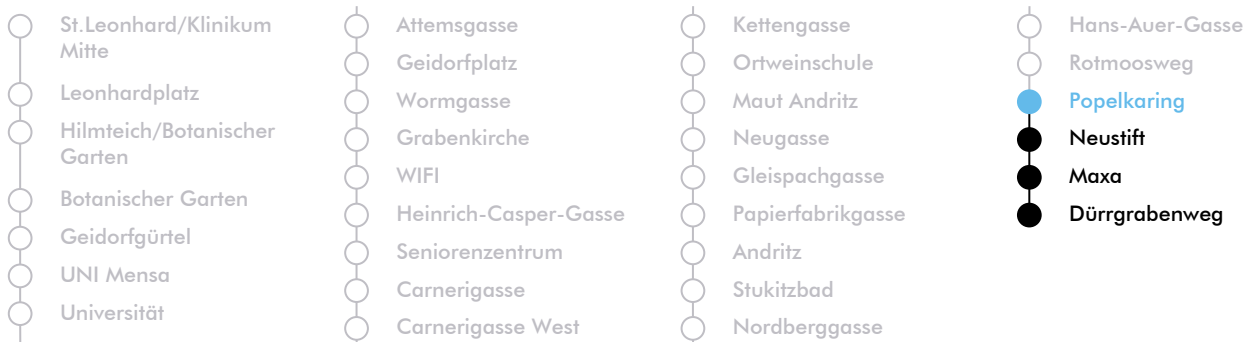 St.Leonhard/Klinikum
Mitte
Leonhardplatz
Hilmteich/Botanischer
Garten
Botanischer Garten
Geidorfgürtel
UNI Mensa
Universität
Attemsgasse
Geidorfplatz
Wormgasse
Grabenkirche
WIFI
Heinrich-Casper-Gasse
Seniorenzentrum
Carnerigasse
Carnerigasse West
Kettengasse
Ortweinschule
Maut Andritz
Neugasse
Gleispachgasse
Papierfabrikgasse
Andritz
Stukitzbad
Nordberggasse
Hans-Auer-Gasse
Rotmoosweg
Popelkaring
Neustift
Maxa
Dürrgrabenweg